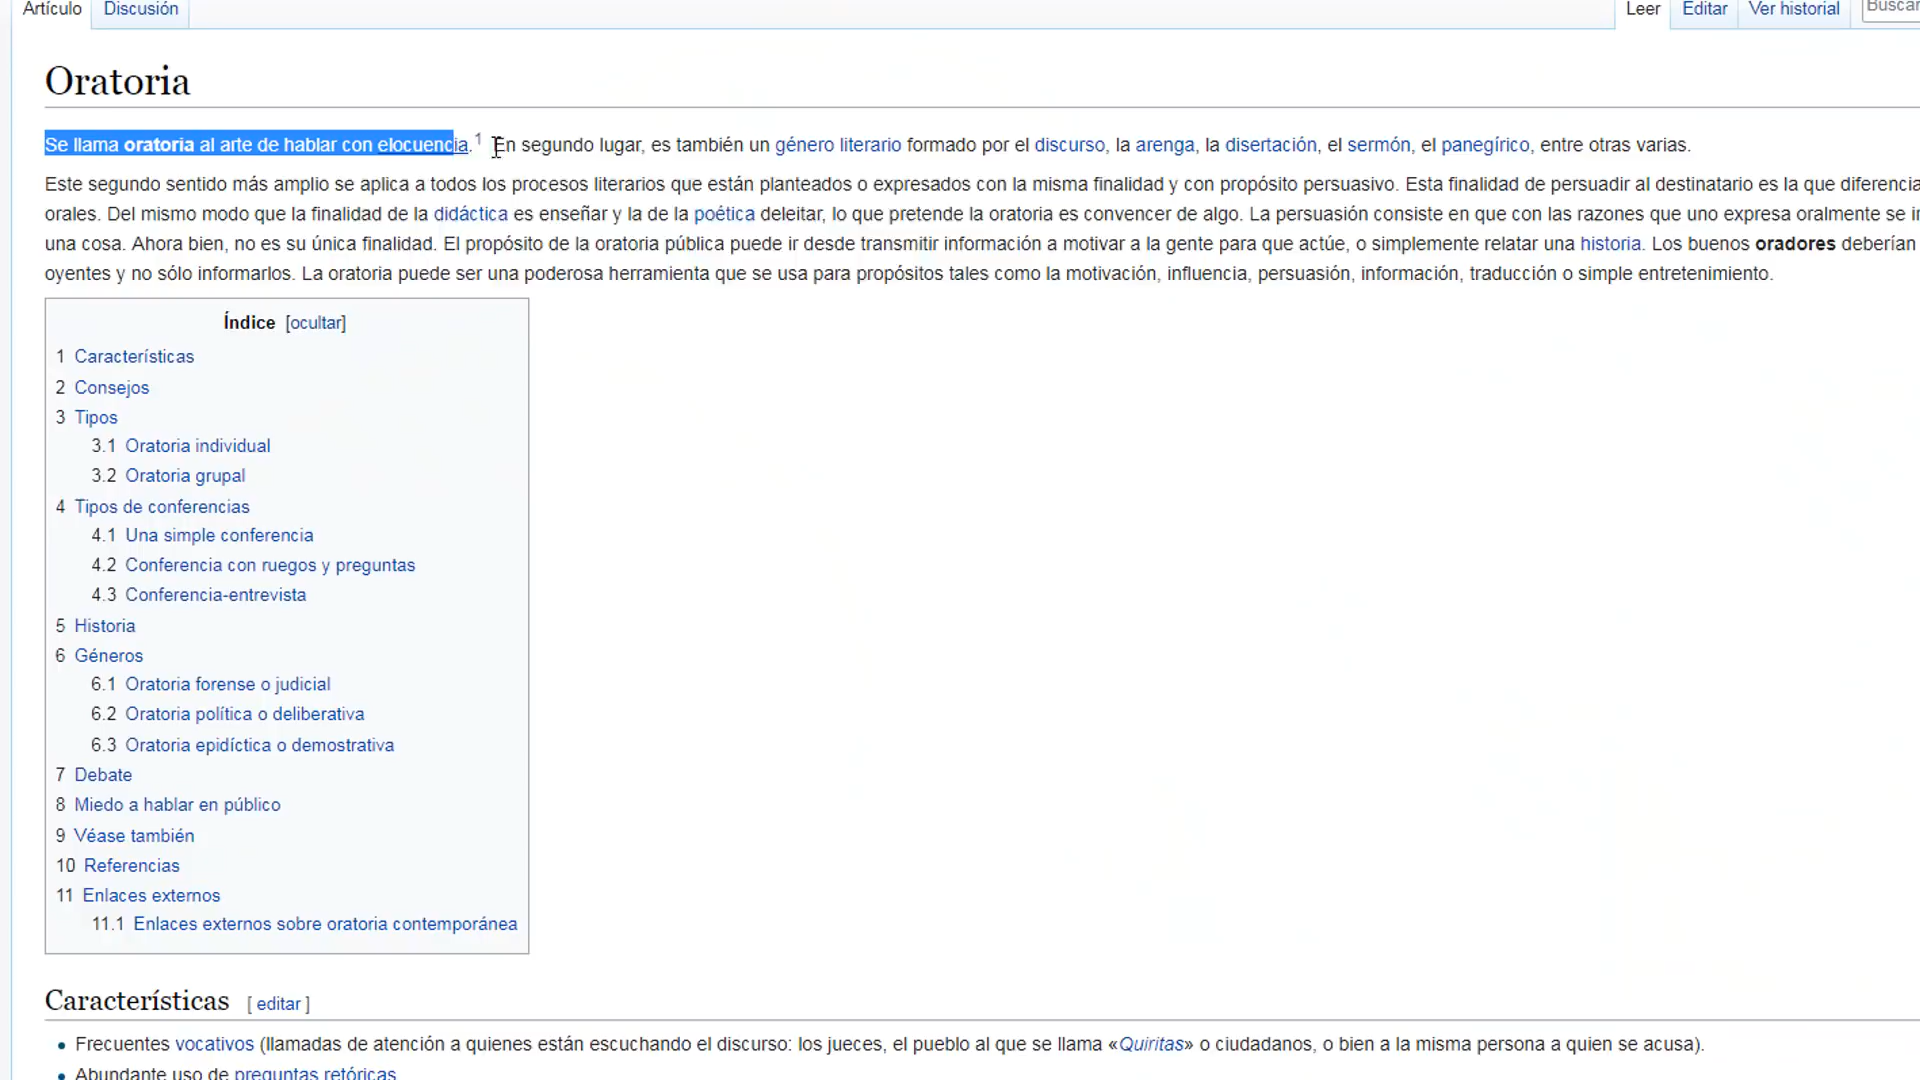 Artículo Discusión Leer Editar Ver historial Buscar
Oratoria
Se llama oratoria al arte de hablar con elocuencia.1 En segundo lugar, es también un género literario formado por el discurso, la arenga, la disertación, el sermón, el panegírico, entre otras varias.
Este segundo sentido más amplio se aplica a todos los procesos literarios que están planteados o expresados con la misma finalidad y con propósito persuasivo. Esta finalidad de persuadir al destinatario es la que diferencia
orales. Del mismo modo que la finalidad de la didáctica es enseñar y la de la poética deleitar, lo que pretende la oratoria es convencer de algo. La persuasión consiste en que con las razones que uno expresa oralmente se
una cosa. Ahora bien, no es su única finalidad. El propósito de la oratoria pública puede ir desde transmitir información a motivar a la gente para que actúe, o simplemente relatar una historia. Los buenos oradores deberían
oyentes y no sólo informarlos. La oratoria puede ser una poderosa herramienta que se usa para propósitos tales como la motivación, influencia, persuasión, información, traducción o simple entretenimiento.
Índice [ocultar]
1 Características
2 Consejos
3 Tipos
3.1 Oratoria individual
3.2 Oratoria grupal
4 Tipos de conferencias
4.1 Una simple conferencia
4.2 Conferencia con ruegos y preguntas
4.3 Conferencia-entrevista
5 Historia
6 Géneros
6.1 Oratoria forense o judicial
6.2 Oratoria política o deliberativa
6.3 Oratoria epidíctica o demostrativa
7 Debate
8 Miedo a hablar en público
9 Véase también
10 Referencias
11 Enlaces externos
11.1 Enlaces externos sobre oratoria contemporánea
Características [ editar ]
• Frecuentes vocativos (llamadas de atención a quienes están escuchando el discurso: los jueces, el pueblo al que se llama «Quiritas» o ciudadanos, o bien a la misma persona a quien se acusa).
• Abundante uso de preguntas retóricas